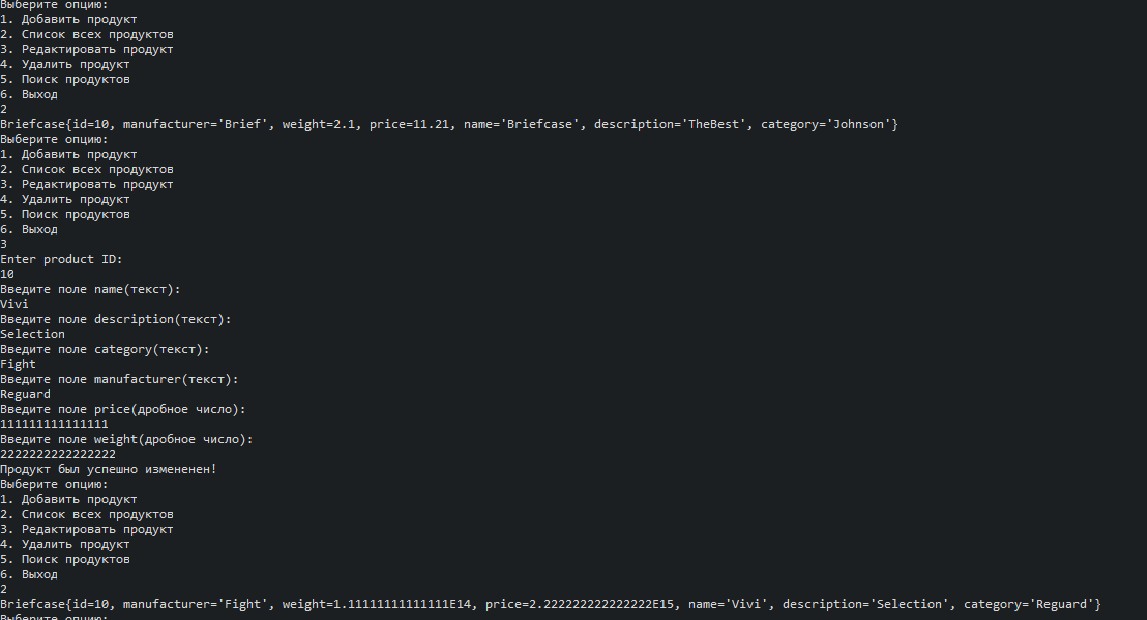 Выберите опцию:
1. Добавить продукт
2. Список всех продуктов
3. Редактировать продукт
4. Удалить продукт
5. Поиск продуктов
6. Выход
2
Briefcase{id=10, manufacturer='Brief', weight=2.1, price=11.21, name='Briefcase', description='TheBest', category='Johnson'}
Выберите опцию:
1. Добавить продукт
2. Список всех продуктов
3. Редактировать продукт
4. Удалить продукт
5. Поиск продуктов
6. Выход
3
Enter product ID:
10
Введите поле name(текст):
Vivi
Введите поле description(текст):
Selection
Введите поле category(текст):
Fight
Введите поле manufacturer(текст):
Reguard
Введите поле price(дробное число):
111111111111111
Введите поле weight(дробное число):
2222222222222222
Продукт был успешно измененен!
Выберите опцию:
1. Добавить продукт
2. Список всех продуктов
3. Редактировать продукт
4. Удалить продукт
5. Поиск продуктов
6. Выход
2
Briefcase{id=10, manufacturer='Fight', weight=1.11111111111111E14, price=2.222222222222222E15, name='Vivi', description='Selection', category='Reguard'}
Выберите опцию: